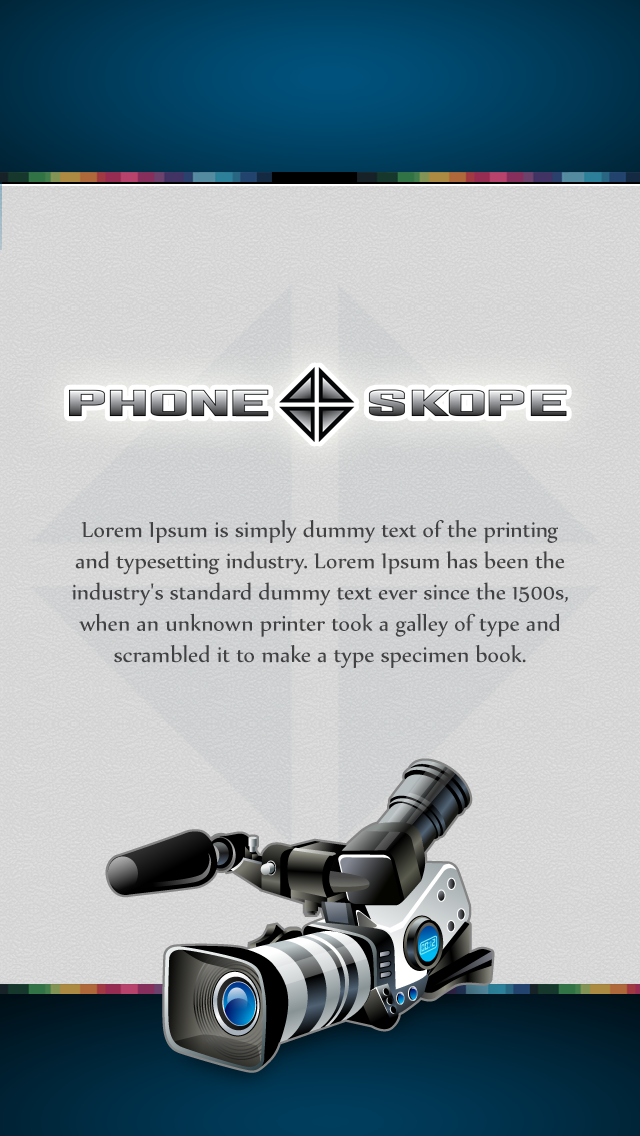 PHONE SKOPE
Lorem Ipsum is simply dummy text of the printing
and typesetting industry. Lorem Ipsum has been the
industry's standard dummy text ever since the 1500s,
when an unknown printer took a galley of type and
scrambled it to make a type specimen book.